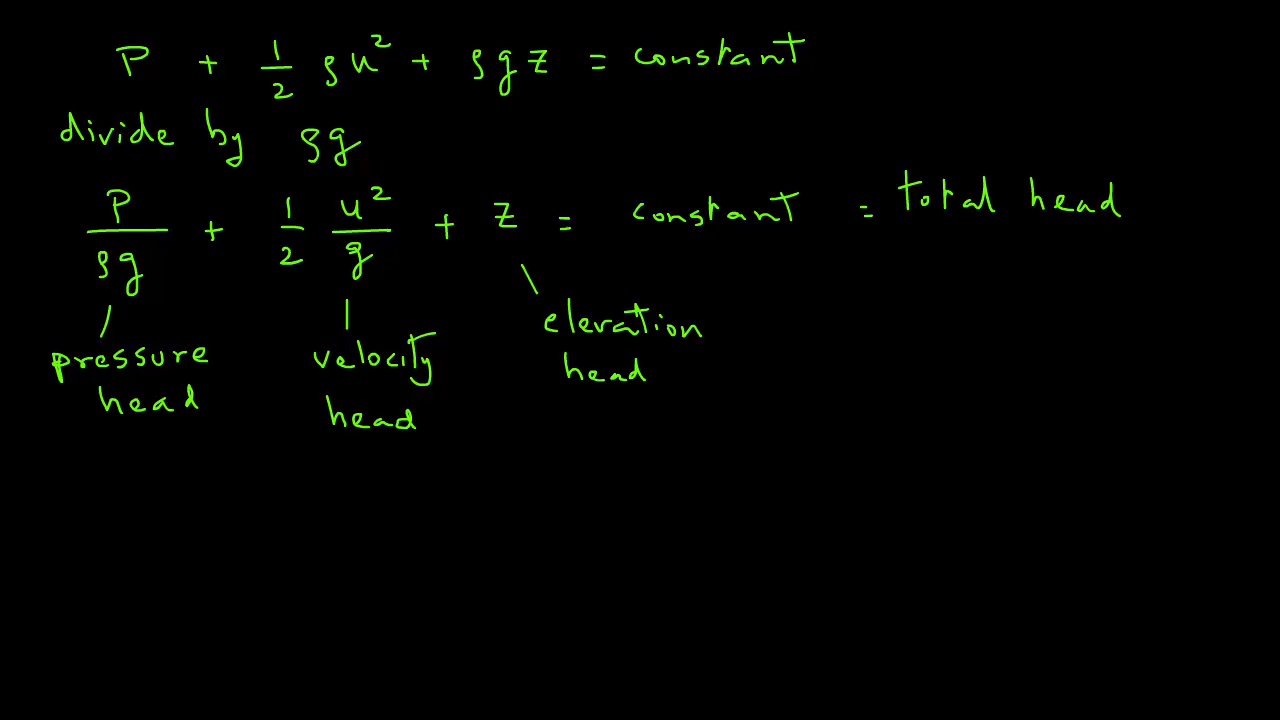 P + 1/2 ρu² + ρgz = constant
divide by ρg
P/ρg + 1/2 u²/g + z = constant = total head
pressure head
velocity head
elevation head